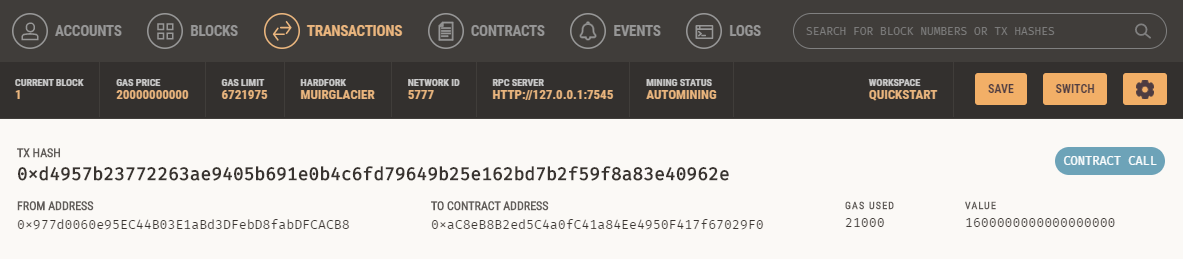 ACCOUNTS BLOCKS TRANSACTIONS CONTRACTS EVENTS LOGS SEARCH FOR BLOCK NUMBERS OR TX HASHES
CURRENT BLOCK GAS PRICE GAS LIMIT HARDFORK NETWORK ID RPC SERVER MINING STATUS WORKSPACE
1 20000000000 6721975 MUIRGLACIER 5777 HTTP://127.0.0.1:7545 AUTOMINING QUICKSTART SAVE SWITCH
TX HASH
0×d4957b23772263ae9405b691e0b4c6fd79649b25e162bd7b2f59f8a83e40962e CONTRACT CALL
FROM ADDRESS TO CONTRACT ADDRESS GAS USED VALUE
0×977d0060e95EC44B03E1aBd3DFebD8fabDFCACB8 0×aC8eB8B2ed5C4a0fC41a84Ee4950F417f67029F0 21000 1600000000000000000